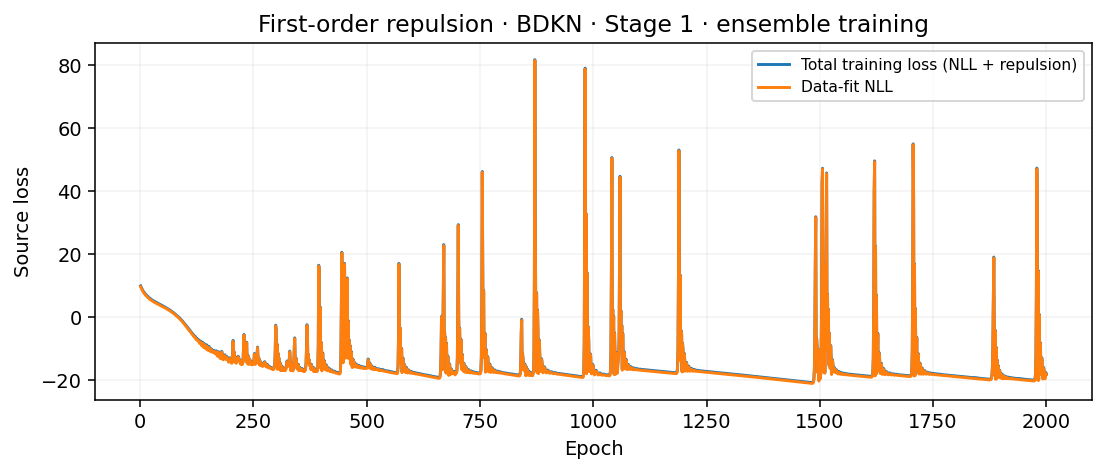 First-order repulsion · BDKN · Stage 1 · ensemble training
Total training loss (NLL + repulsion)
Data-fit NLL
Source loss
80
60
40
20
0
−20
0 250 500 750 1000 1250 1500 1750 2000
Epoch